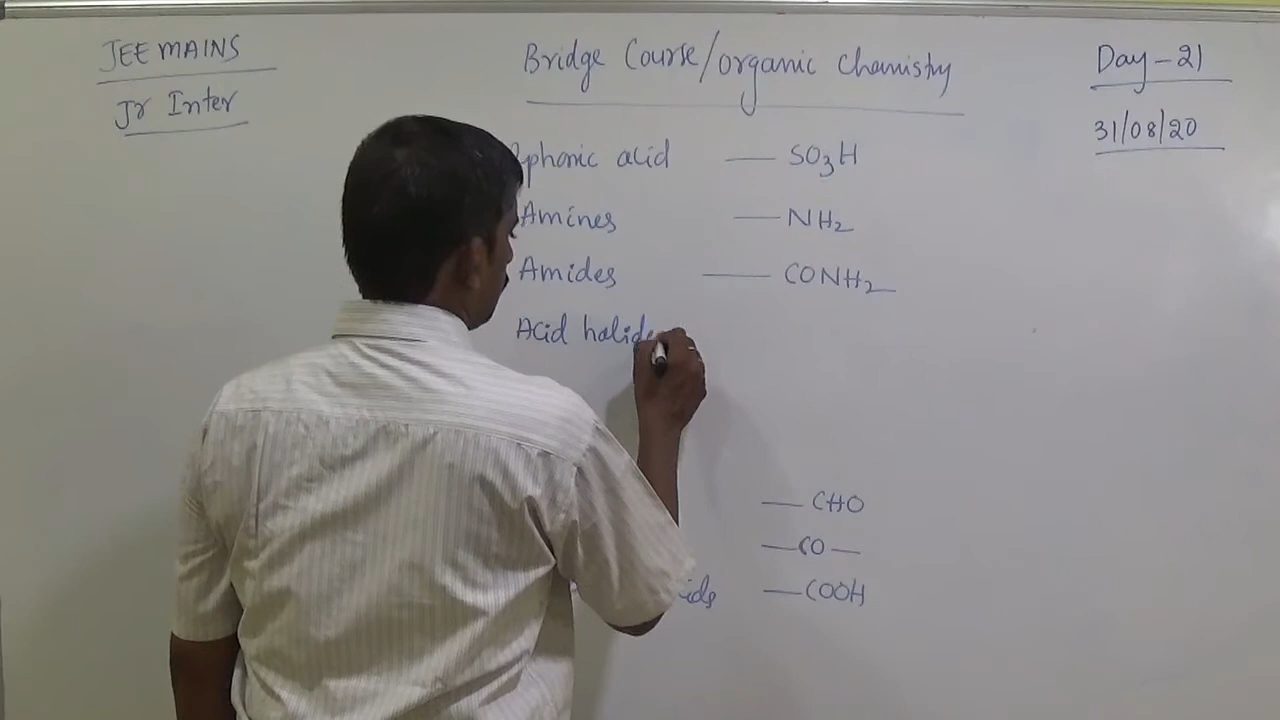 JEE MAINS
Jr Inter
Bridge Course/organic chemistry
Day-21
31/08/20
phonic acid — SO3H
Amines — NH2
Amides — CONH2
Acid halide
— CHO
— CO —
ids — COOH